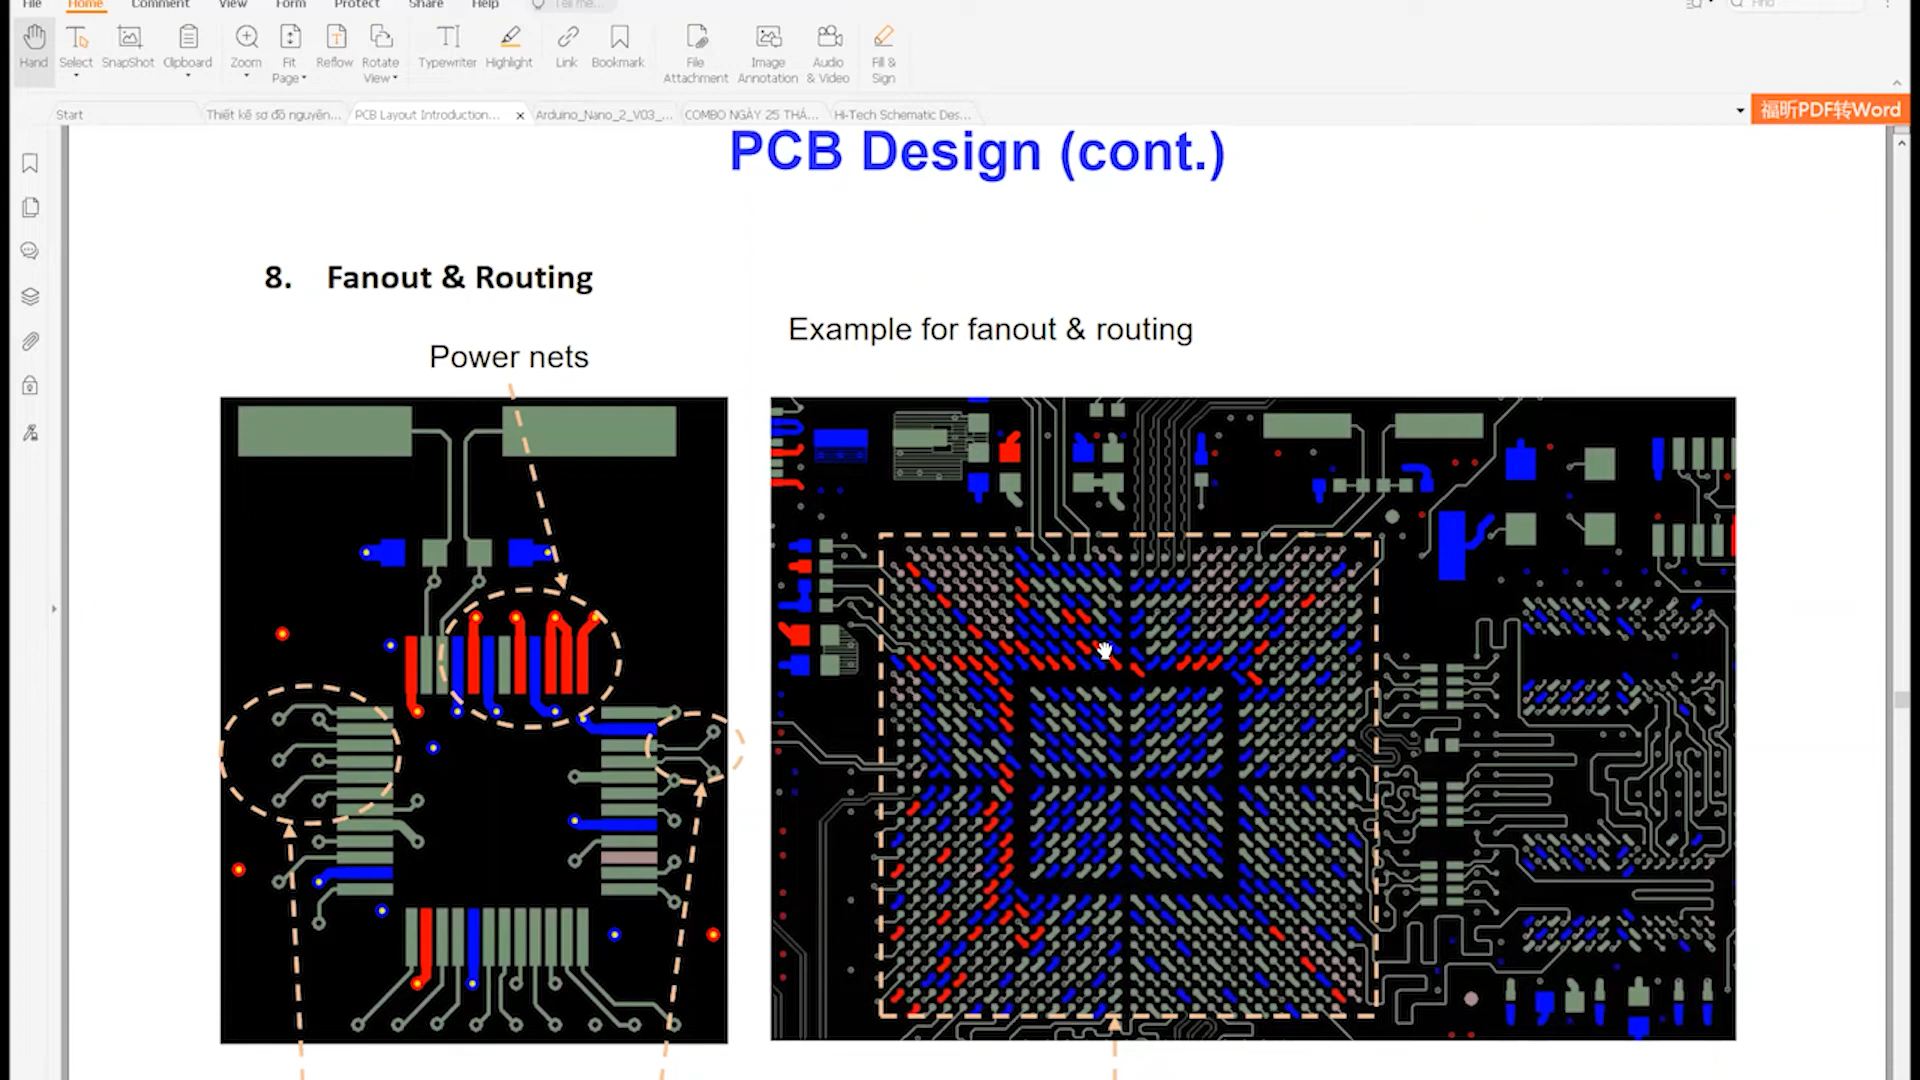 File Home Comment View Form Protect Share Help Tell me... Find
Hand Select SnapShot Clipboard Zoom Fit Page Reflow Rotate View Typewriter Highlight Link Bookmark File Attachment Image Annotation Audio & Video Fill & Sign
Start Thiết kế sơ đồ nguyên... PCB Layout Introduction... Arduino_Nano_2_V03_... COMBO NGÀY 25 THÁ... Hi-Tech Schematic Des... 福昕PDF转Word
PCB Design (cont.)
8. Fanout & Routing
Example for fanout & routing
Power nets